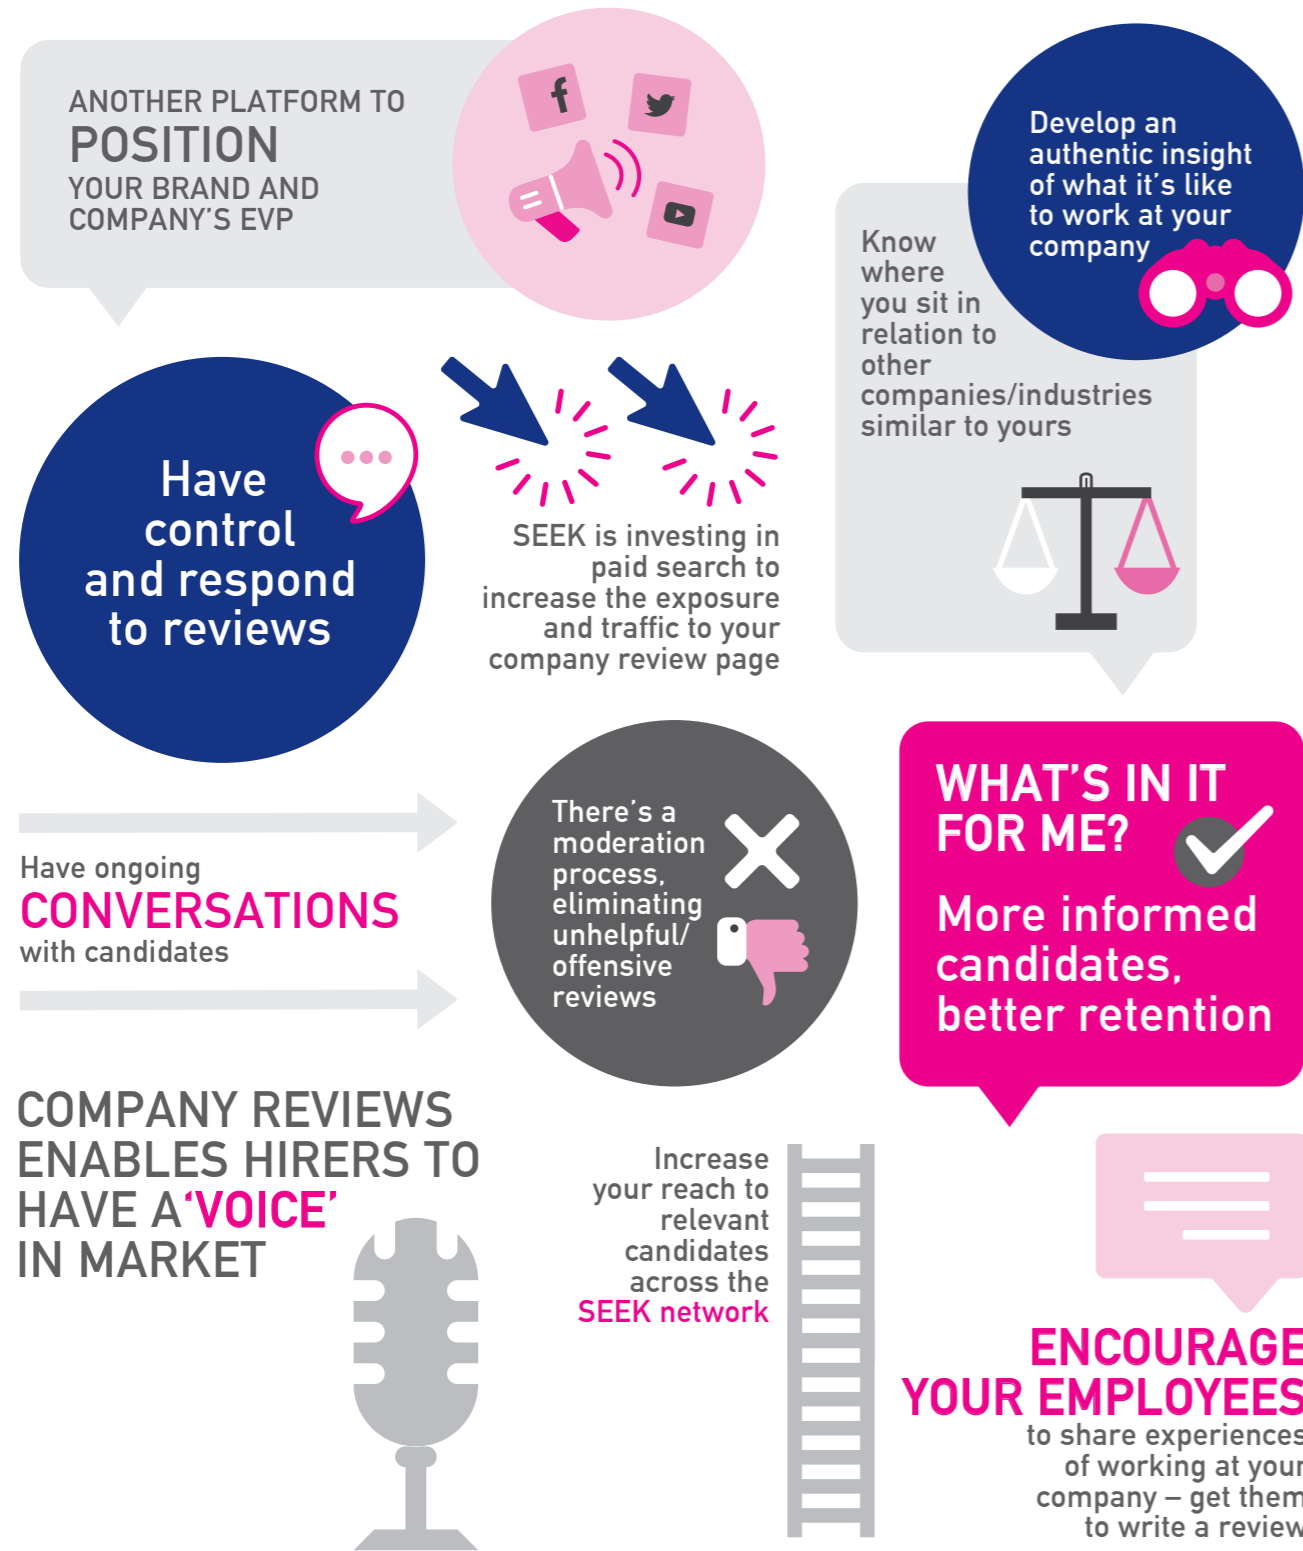 ANOTHER PLATFORM TO
POSITION
YOUR BRAND AND
COMPANY'S EVP
Develop an
authentic insight
of what it's like
to work at your
company
Know
where
you sit in
relation to
other
companies/industries
similar to yours
Have
control
and respond
to reviews
SEEK is investing in
paid search to
increase the exposure
and traffic to your
company review page
Have ongoing
CONVERSATIONS
with candidates
There's a
moderation
process,
eliminating
unhelpful/
offensive
reviews
WHAT'S IN IT
FOR ME?
More informed
candidates,
better retention
COMPANY REVIEWS
ENABLES HIRERS TO
HAVE A 'VOICE'
IN MARKET
Increase
your reach to
relevant
candidates
across the
SEEK network
ENCOURAGE
YOUR EMPLOYEES
to share experiences
of working at your
company – get them
to write a review